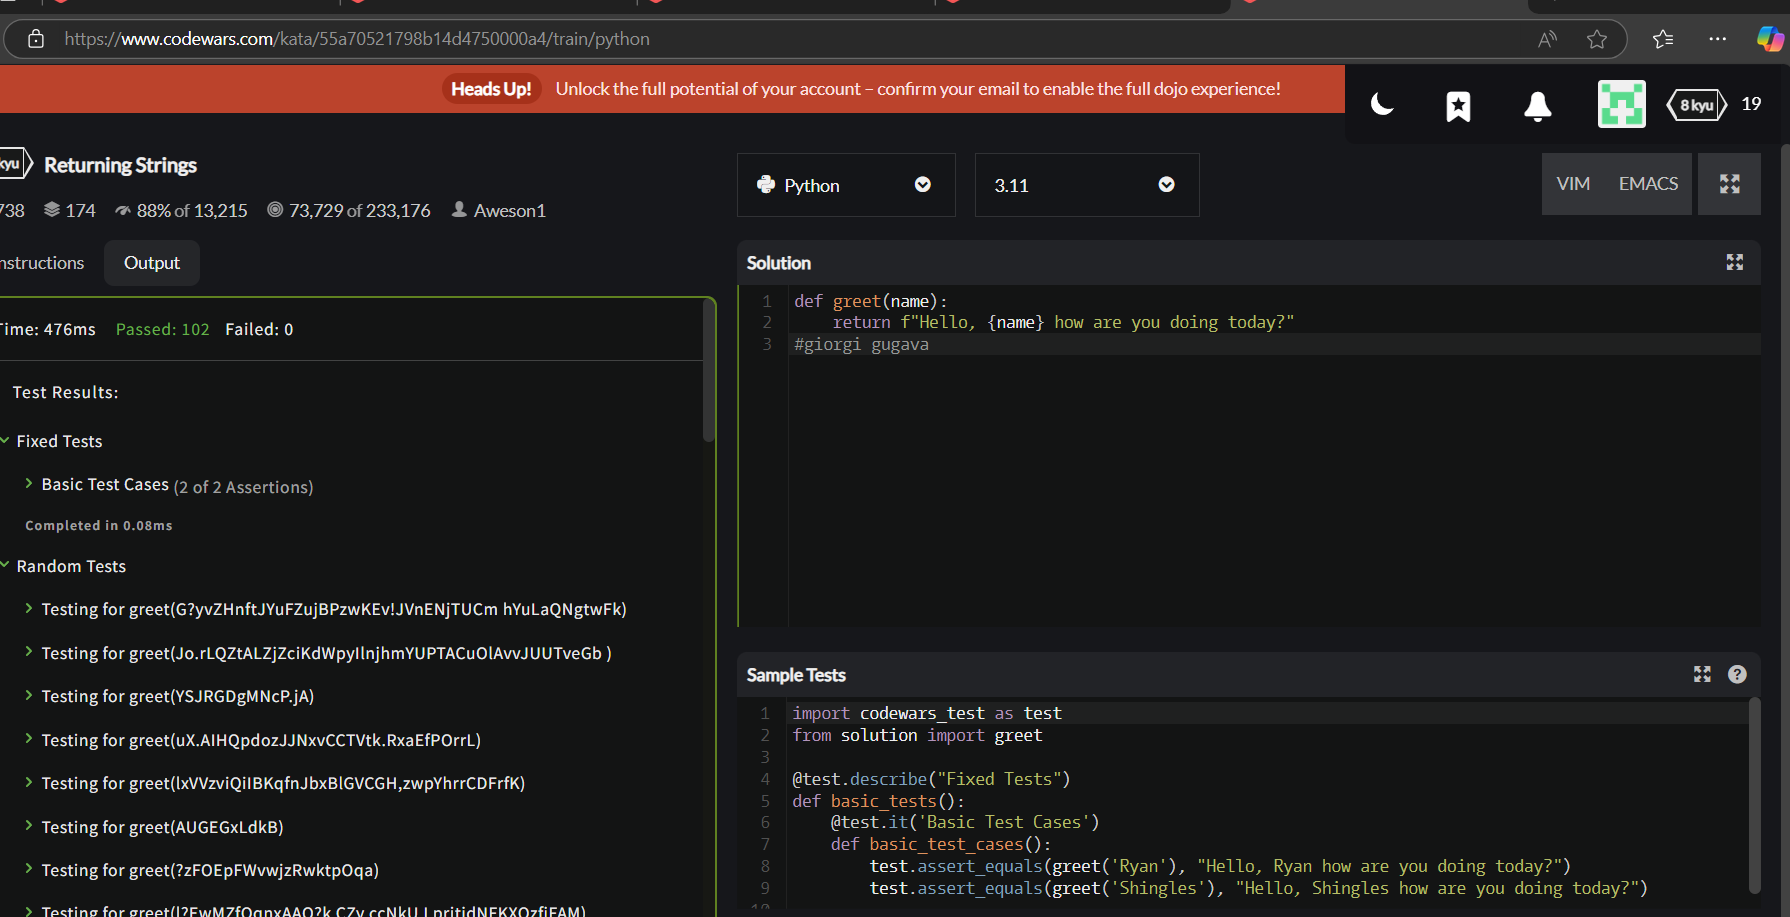 https://www.codewars.com/kata/55a70521798b14d4750000a4/train/python
Heads Up! Unlock the full potential of your account – confirm your email to enable the full dojo experience!
8 kyu 19
kyu Returning Strings
738 174 88% of 13,215 73,729 of 233,176 Aweson1
Python 3.11 VIM EMACS
nstructions Output
Solution
1 def greet(name):
2 return f"Hello, {name} how are you doing today?"
3 #giorgi gugava
Time: 476ms Passed: 102 Failed: 0
Test Results:
Fixed Tests
Basic Test Cases (2 of 2 Assertions)
Completed in 0.08ms
Random Tests
Testing for greet(G?yvZHnftJYuFZujBPzwKEv!JVnENjTUCm hYuLaQNgtwFk)
Testing for greet(Jo.rLQZtALZjZciKdWpyIlnjhmYUPTACuOlAvvJUUTveGb )
Testing for greet(YSJRGDgMNcP.jA)
Testing for greet(uX.AIHQpdozJJNxvCCTVtk.RxaEfPOrrL)
Testing for greet(lxVVzviQiIBKqfnJbxBlGVCGH,zwpYhrrCDFrfK)
Testing for greet(AUGEGxLdkB)
Testing for greet(?zFOEpFWvwjzRwktpOqa)
Testing for
Sample Tests
1 import codewars_test as test
2 from solution import greet
3
4 @test.describe("Fixed Tests")
5 def basic_tests():
6 @test.it('Basic Test Cases')
7 def basic_test_cases():
8 test.assert_equals(greet('Ryan'), "Hello, Ryan how are you doing today?")
9 test.assert_equals(greet('Shingles'), "Hello, Shingles how are you doing today?")
10